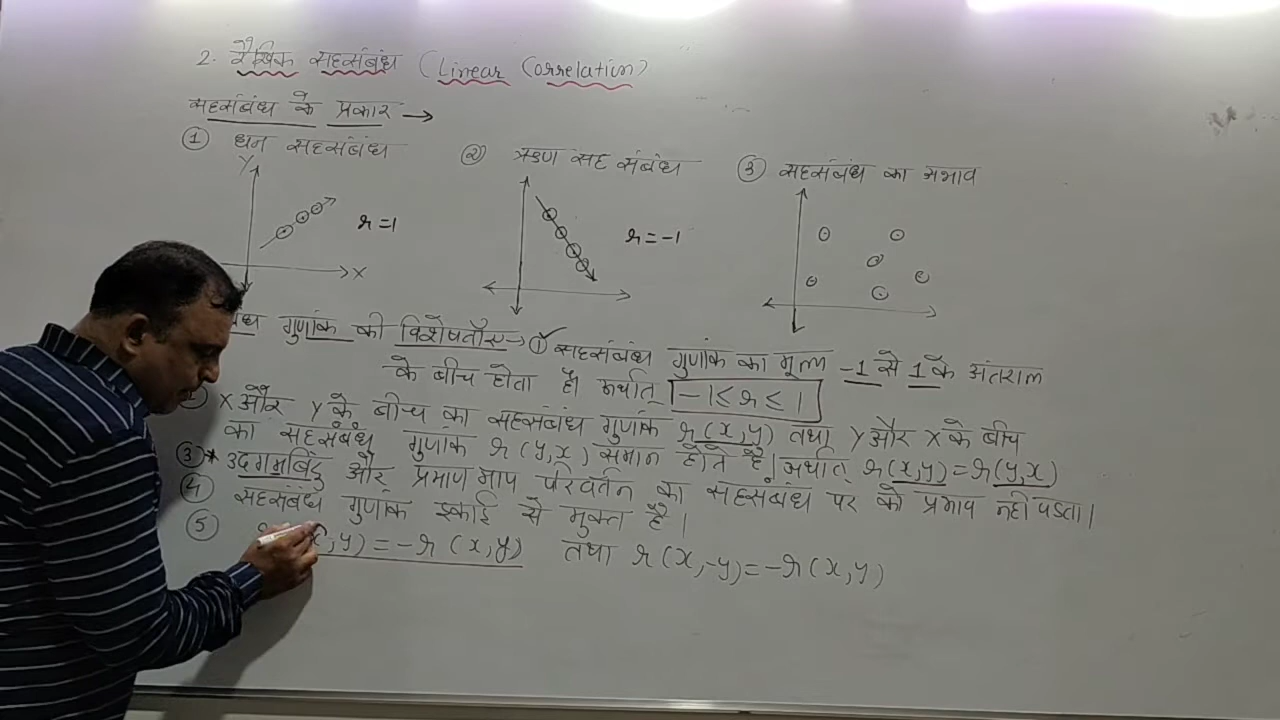 2. रैखिक सहसंबंध (Linear Correlation)
सहसंबंध के प्रकार →
① धन सहसंबंध
② ऋण सह संबंध
③ सहसंबंध का अभाव
Y
r=1
X
r=-1
गुणांक की विशेषताँए→ ① सहसंबंध गुणांक का मूल्य -1 से 1 के अंतराल
के बीच होता है। अर्थात् -1≤r≤1
X और Y के बीच का सहसंबंध गुणांक r(x,y) तथा Y और X के बीच
का सहसंबंध गुणांक r(y,x) समान होते है। अर्थात् r(x,y)=r(y,x)
③* उदगमबिंदु और प्रमाण माप परिवर्तन का सहसंबंध पर को प्रभाव नही पडता।
④ सहसंबंध गुणांक इकाई से मुक्त है।
⑤ ,y)=-r(x,y) तथा r(x,-y)=-r(x,y)